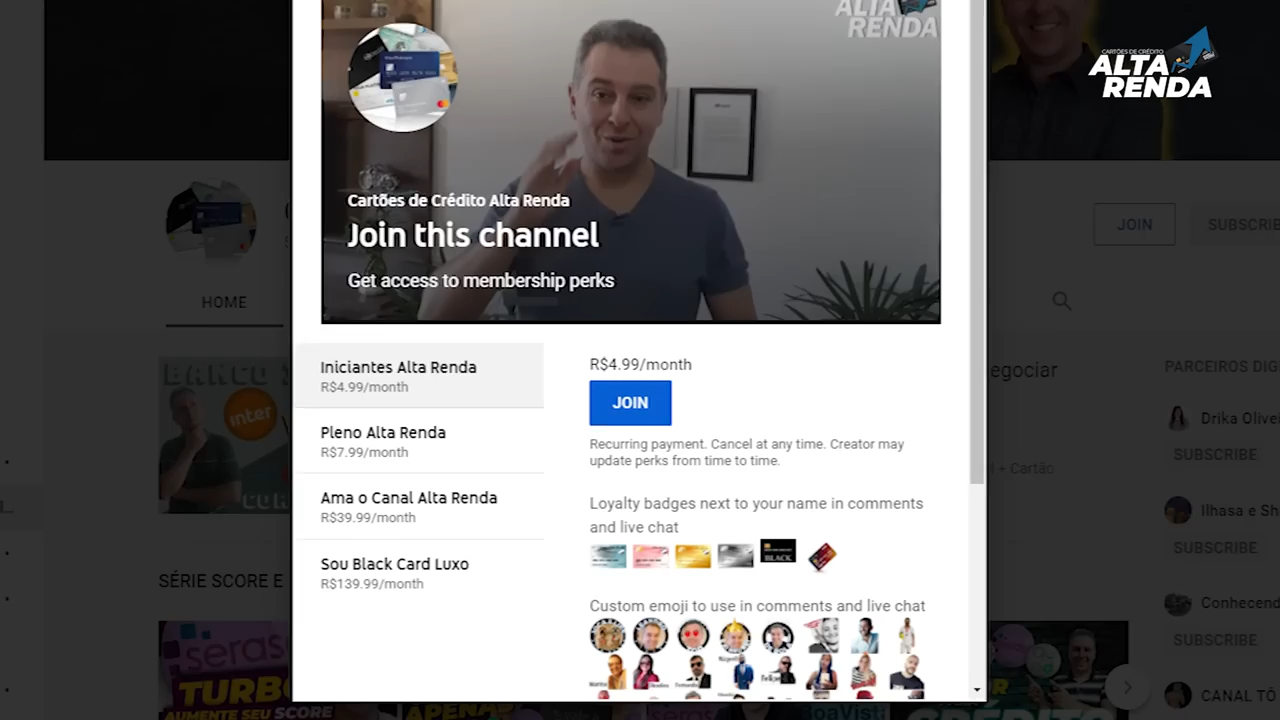 ALTA
RENDA
CARTÕES DE CRÉDITO
ALTA
RENDA
Cartões de Crédito Alta Renda
Join this channel
Get access to membership perks
JOIN
SUBSCRIBE
HOME
Iniciantes Alta Renda
R$4.99/month
Pleno Alta Renda
R$7.99/month
Ama o Canal Alta Renda
R$39.99/month
Sou Black Card Luxo
R$139.99/month
R$4.99/month
JOIN
Recurring payment. Cancel at any time. Creator may
update perks from time to time.
Loyalty badges next to your name in comments
and live chat
BLACK
Custom emoji to use in comments and live chat
BANCO
inter
SÉRIE SCORE E
seras
TURB
AUMENTE SEU SCORE
egociar
+ Cartão
PARCEIROS DIG
Drika Olive
SUBSCRIBE
Ilhasa e Sh
SUBSCRIBE
Conhecend
SUBSCRIBE
CANAL TÔ